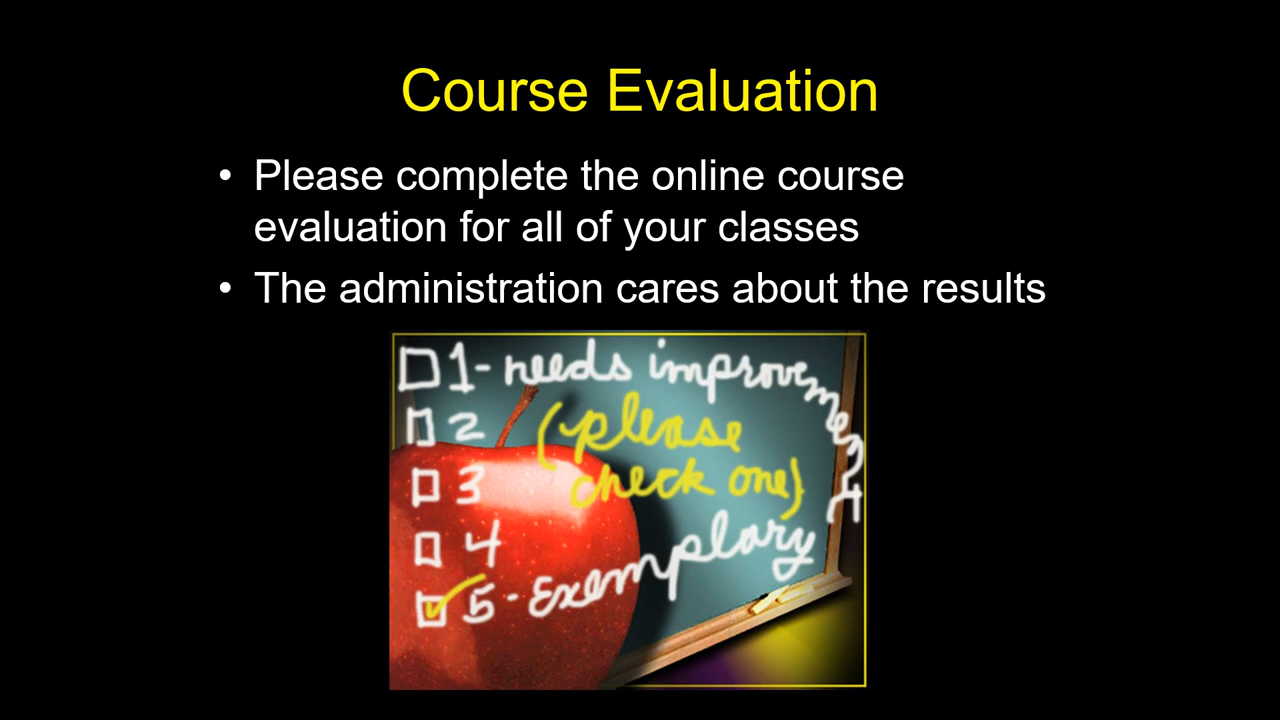 Course Evaluation
• Please complete the online course
evaluation for all of your classes
• The administration cares about the results
1- needs improvement
2 (please
3 check one)
4
5 - Exemplary